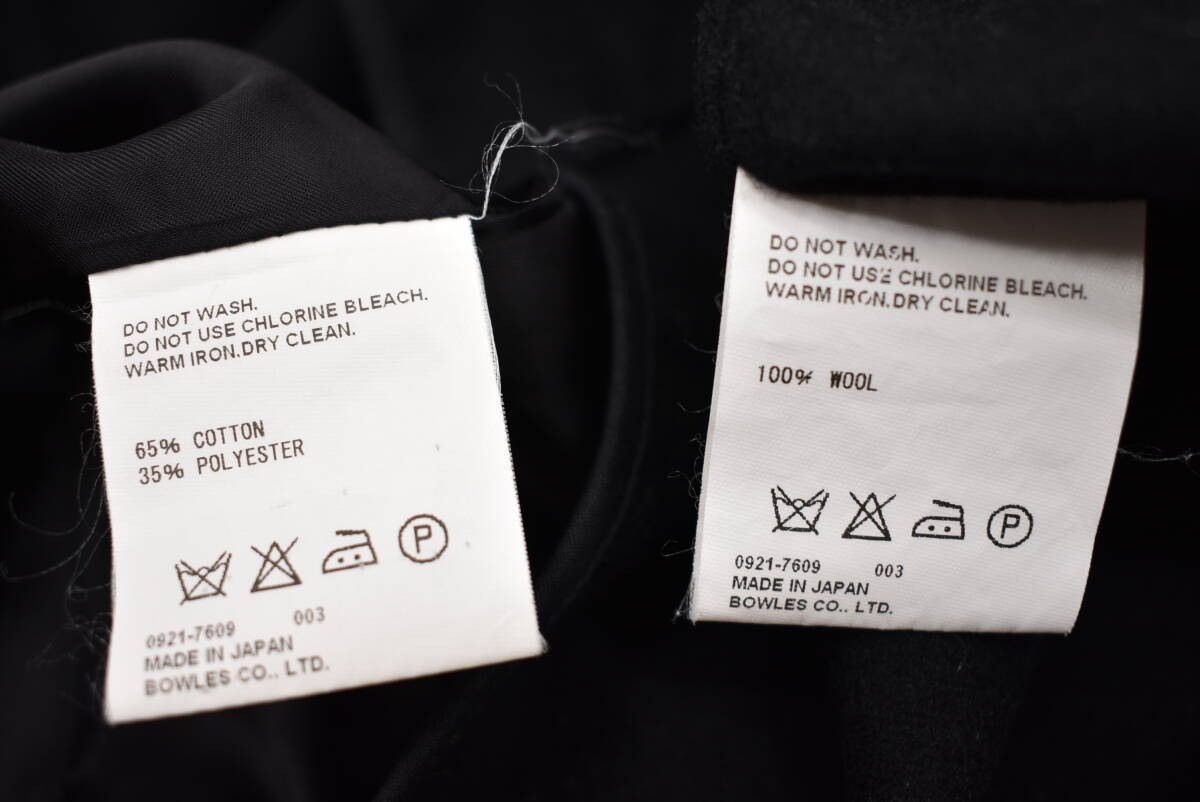 DO NOT WASH.
DO NOT USE CHLORINE BLEACH.
WARM IRON.DRY CLEAN.
65% COTTON
35% POLYESTER
P
0921-7609 003
MADE IN JAPAN
BOWLES CO., LTD.
DO NOT WASH.
DO NOT USE CHLORINE BLEACH.
WARM IRON.DRY CLEAN.
100% WOOL
P
0921-7609 003
MADE IN JAPAN
BOWLES CO., LTD.